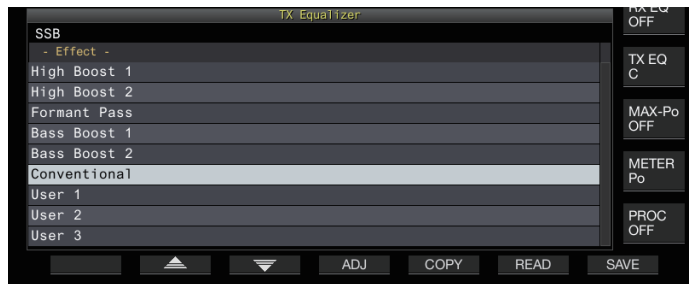 TX Equalizer
SSB
- Effect -
High Boost 1
High Boost 2
Formant Pass
Bass Boost 1
Bass Boost 2
Conventional
User 1
User 2
User 3
RX EQ
OFF
TX EQ
C
MAX-Po
OFF
METER
Po
PROC
OFF
ADJ COPY READ SAVE